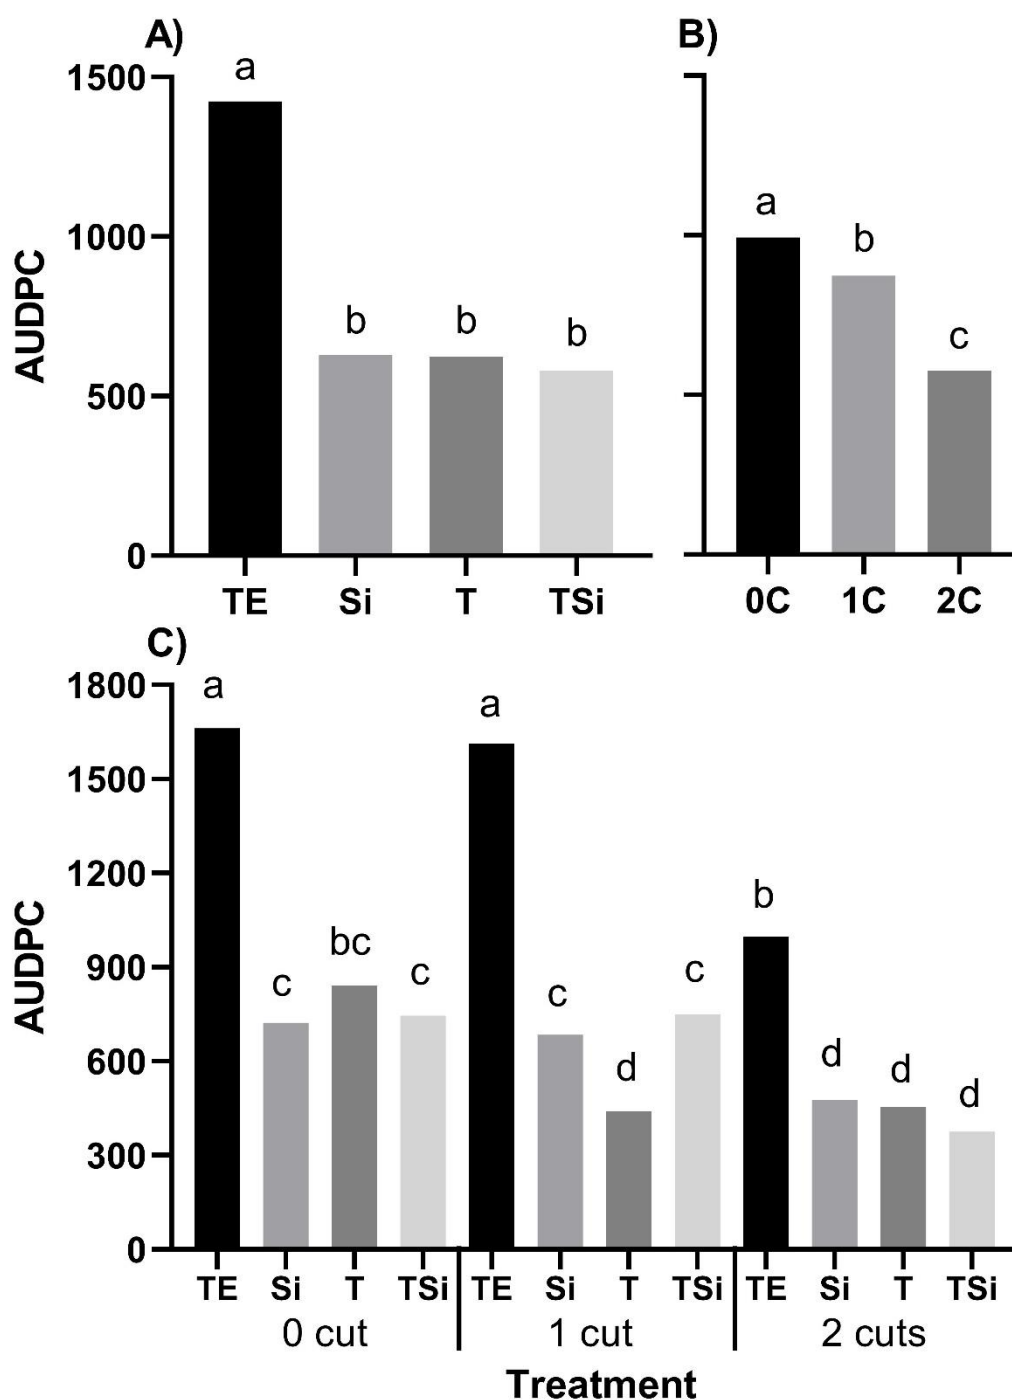 A)
B)
a
1500
1000
500
0
AUDPC
b
b
b
TE
Si
T
TSi
a
b
c
0C
1C
2C
C)
1800
1500
1200
900
600
300
0
AUDPC
a
c
bc
c
a
c
d
c
b
d
d
d
TE Si T TSi TE Si T TSi TE Si T TSi
0 cut 1 cut 2 cuts
Treatment